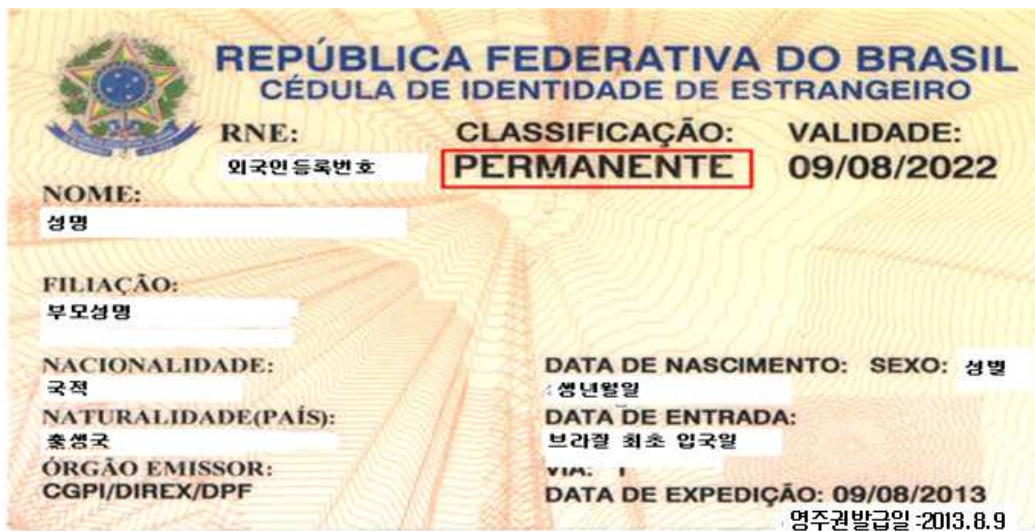 REPÚBLICA FEDERATIVA DO BRASIL
CÉDULA DE IDENTIDADE DE ESTRANGEIRO
RNE: CLASSIFICAÇÃO: VALIDADE:
외국인등록번호 PERMANENTE 09/08/2022
NOME:
성명
FILIAÇÃO:
부모성명
NACIONALIDADE: DATA DE NASCIMENTO: SEXO: 성별
국적 생년월일
NATURALIDADE(PAÍS): DATA DE ENTRADA:
출생국 브라질 최초 입국일
ÓRGÃO EMISSOR: VIA: 1
CGPI/DIREX/DPF DATA DE EXPEDIÇÃO: 09/08/2013
영주권발급일 :2013.8.9